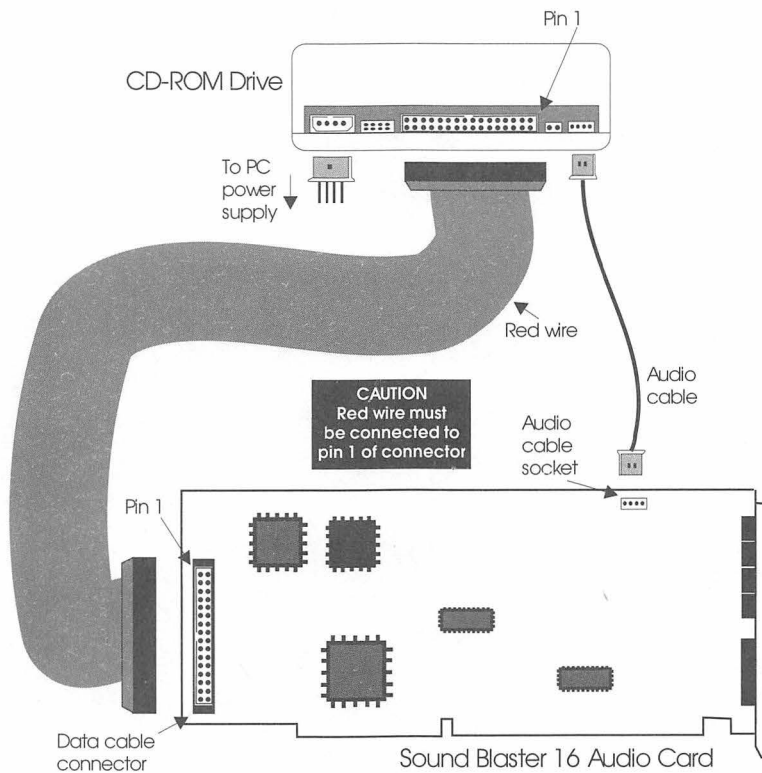 Pin 1
CD-ROM Drive
To PC
power
supply
Red wire
Audio
cable
CAUTION
Red wire must
be connected to
pin 1 of connector
Audio
cable
socket
Pin 1
Data cable
connector
Sound Blaster 16 Audio Card